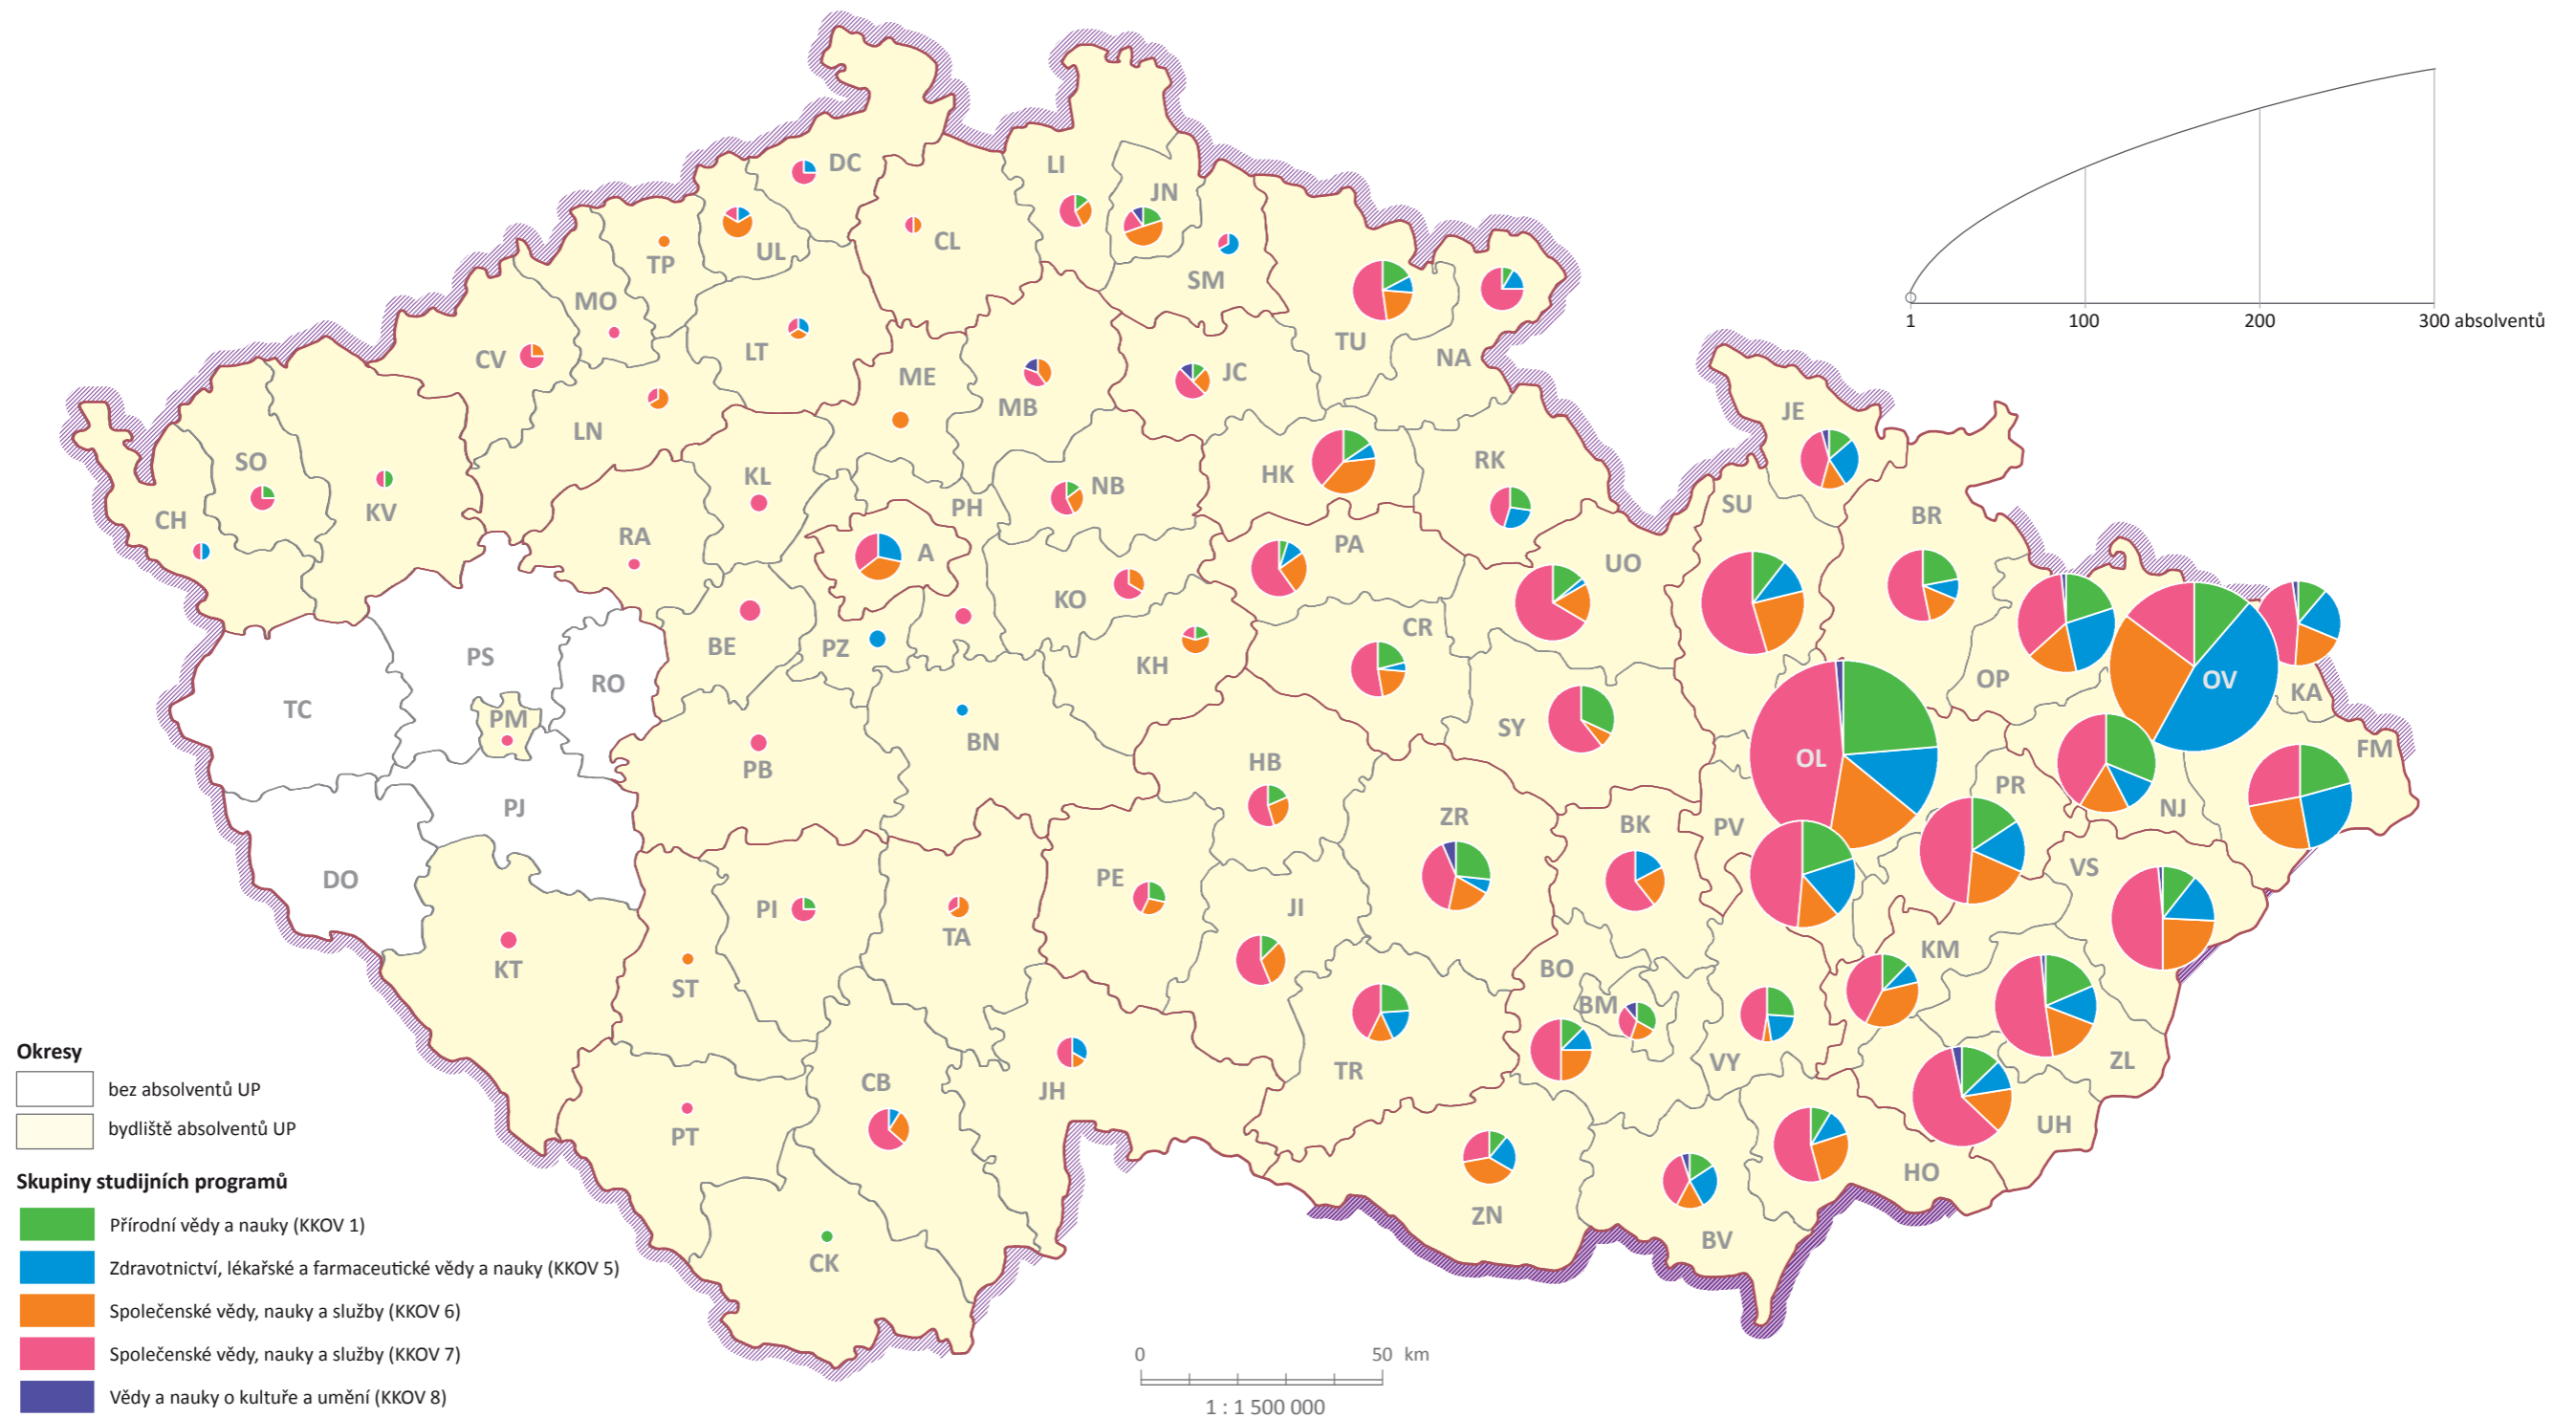 DC
LI
JN
CL
UL
TP
SM
MO
TU
NA
LT
CV
ME
MB
JC
LN
1
100
200
300 absolventů
JE
SO
KL
NB
HK
RK
SU
CH
KV
PH
BR
RA
A
KO
PA
UO
BE
PZ
KH
CR
OP
OV
KA
PS
RO
TC
PM
BN
SY
FM
PB
HB
OL
PR
PJ
ZR
BK
PV
NJ
DO
PE
JI
VS
PI
TA
KT
ST
BO
KM
BM
CB
JH
TR
VY
ZL
PT
UH
HO
ZN
BV
CK
Okresy
bez absolventů UP
bydliště absolventů UP
Skupiny studijních programů
Přírodní vědy a nauky (KKOV 1)
Zdravotnictví, lékařské a farmaceutické vědy a nauky (KKOV 5)
Společenské vědy, nauky a služby (KKOV 6)
Společenské vědy, nauky a služby (KKOV 7)
Vědy a nauky o kultuře a umění (KKOV 8)
0
50 km
1 : 1 500 000